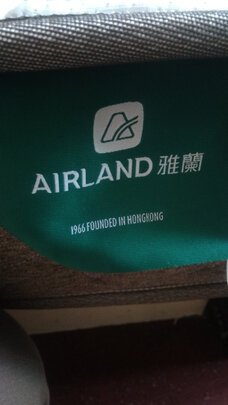 AIRLAND 雅蘭
1966 FOUNDED IN HONGKONG